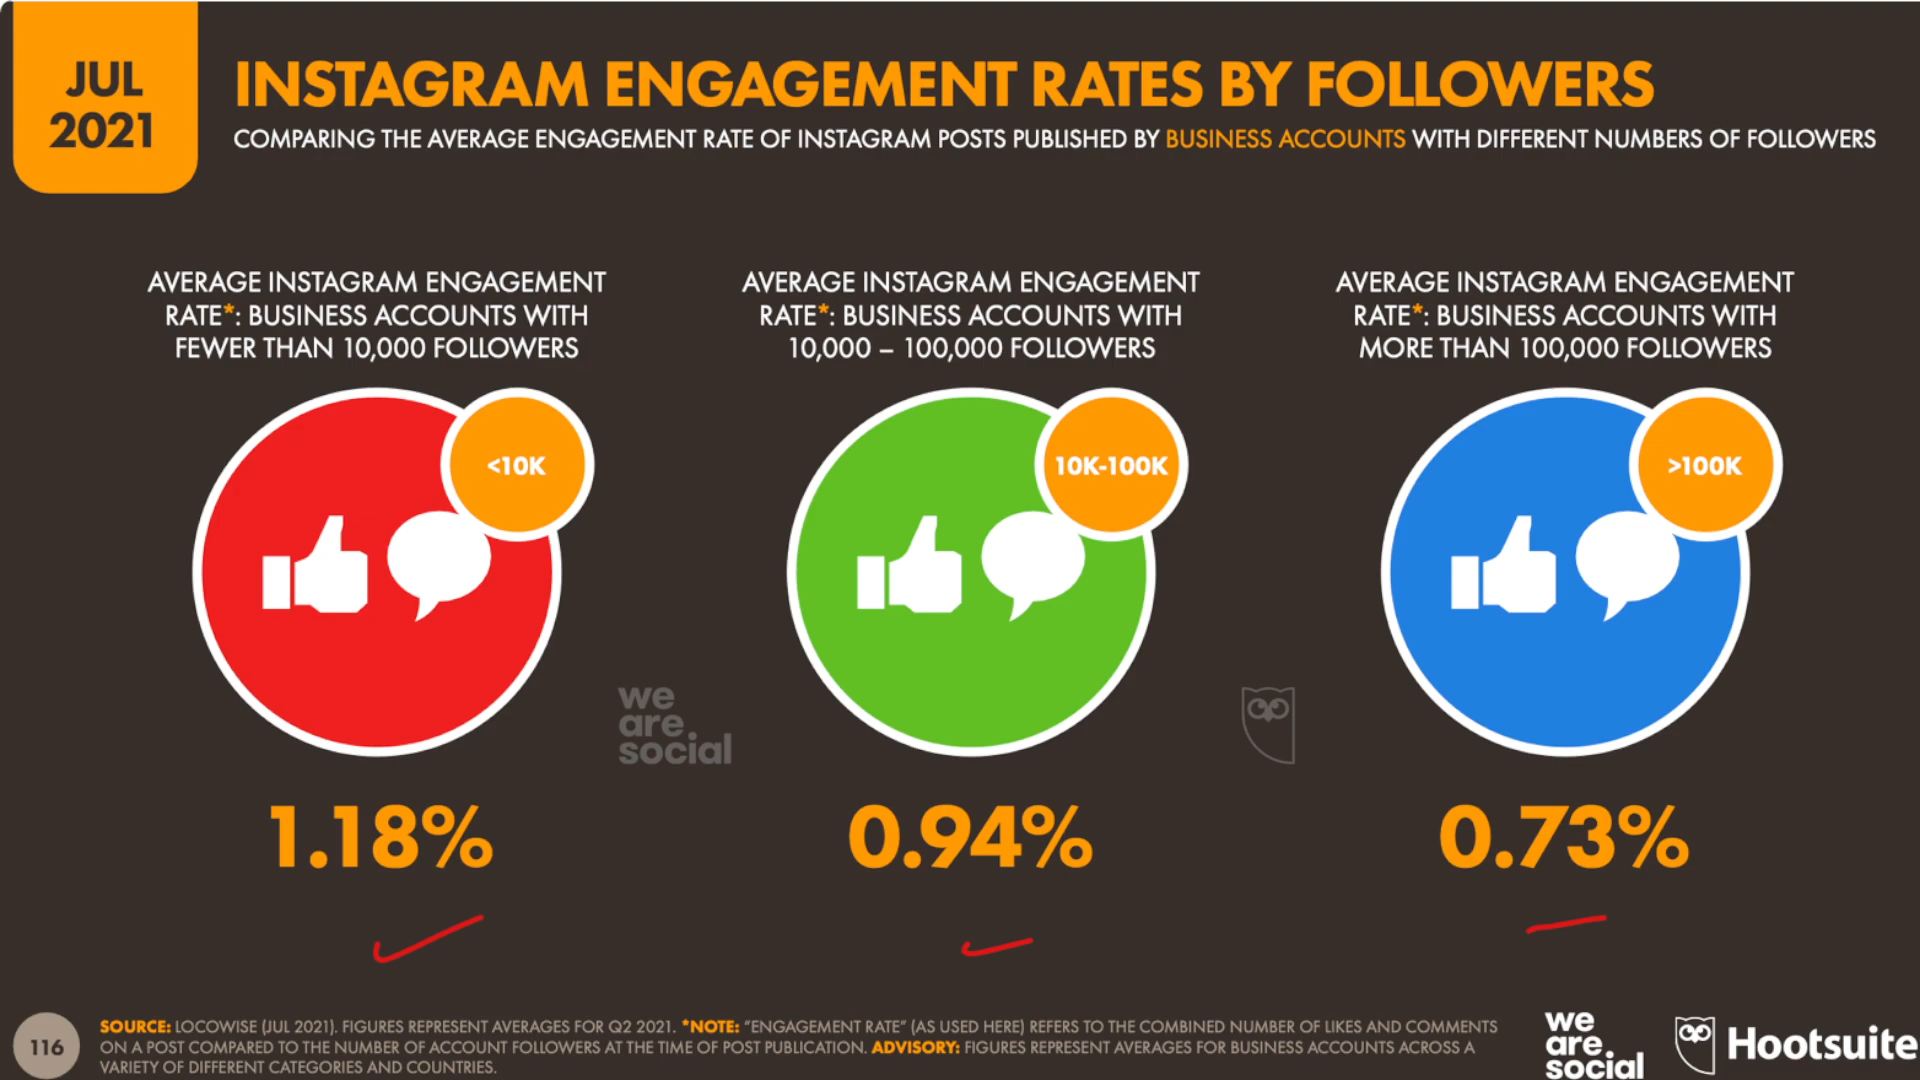 JUL
2021
INSTAGRAM ENGAGEMENT RATES BY FOLLOWERS
COMPARING THE AVERAGE ENGAGEMENT RATE OF INSTAGRAM POSTS PUBLISHED BY BUSINESS ACCOUNTS WITH DIFFERENT NUMBERS OF FOLLOWERS
AVERAGE INSTAGRAM ENGAGEMENT
RATE*: BUSINESS ACCOUNTS WITH
FEWER THAN 10,000 FOLLOWERS
<10K
1.18%
AVERAGE INSTAGRAM ENGAGEMENT
RATE*: BUSINESS ACCOUNTS WITH
10,000 – 100,000 FOLLOWERS
10K-100K
0.94%
AVERAGE INSTAGRAM ENGAGEMENT
RATE*: BUSINESS ACCOUNTS WITH
MORE THAN 100,000 FOLLOWERS
>100K
0.73%
we
are
social
116
SOURCE: LOCOWISE (JUL 2021). FIGURES REPRESENT AVERAGES FOR Q2 2021. *NOTE: "ENGAGEMENT RATE" (AS USED HERE) REFERS TO THE COMBINED NUMBER OF LIKES AND COMMENTS
ON A POST COMPARED TO THE NUMBER OF ACCOUNT FOLLOWERS AT THE TIME OF POST PUBLICATION. ADVISORY: FIGURES REPRESENT AVERAGES FOR BUSINESS ACCOUNTS ACROSS A
VARIETY OF DIFFERENT CATEGORIES AND COUNTRIES.
we
are
social
Hootsuite